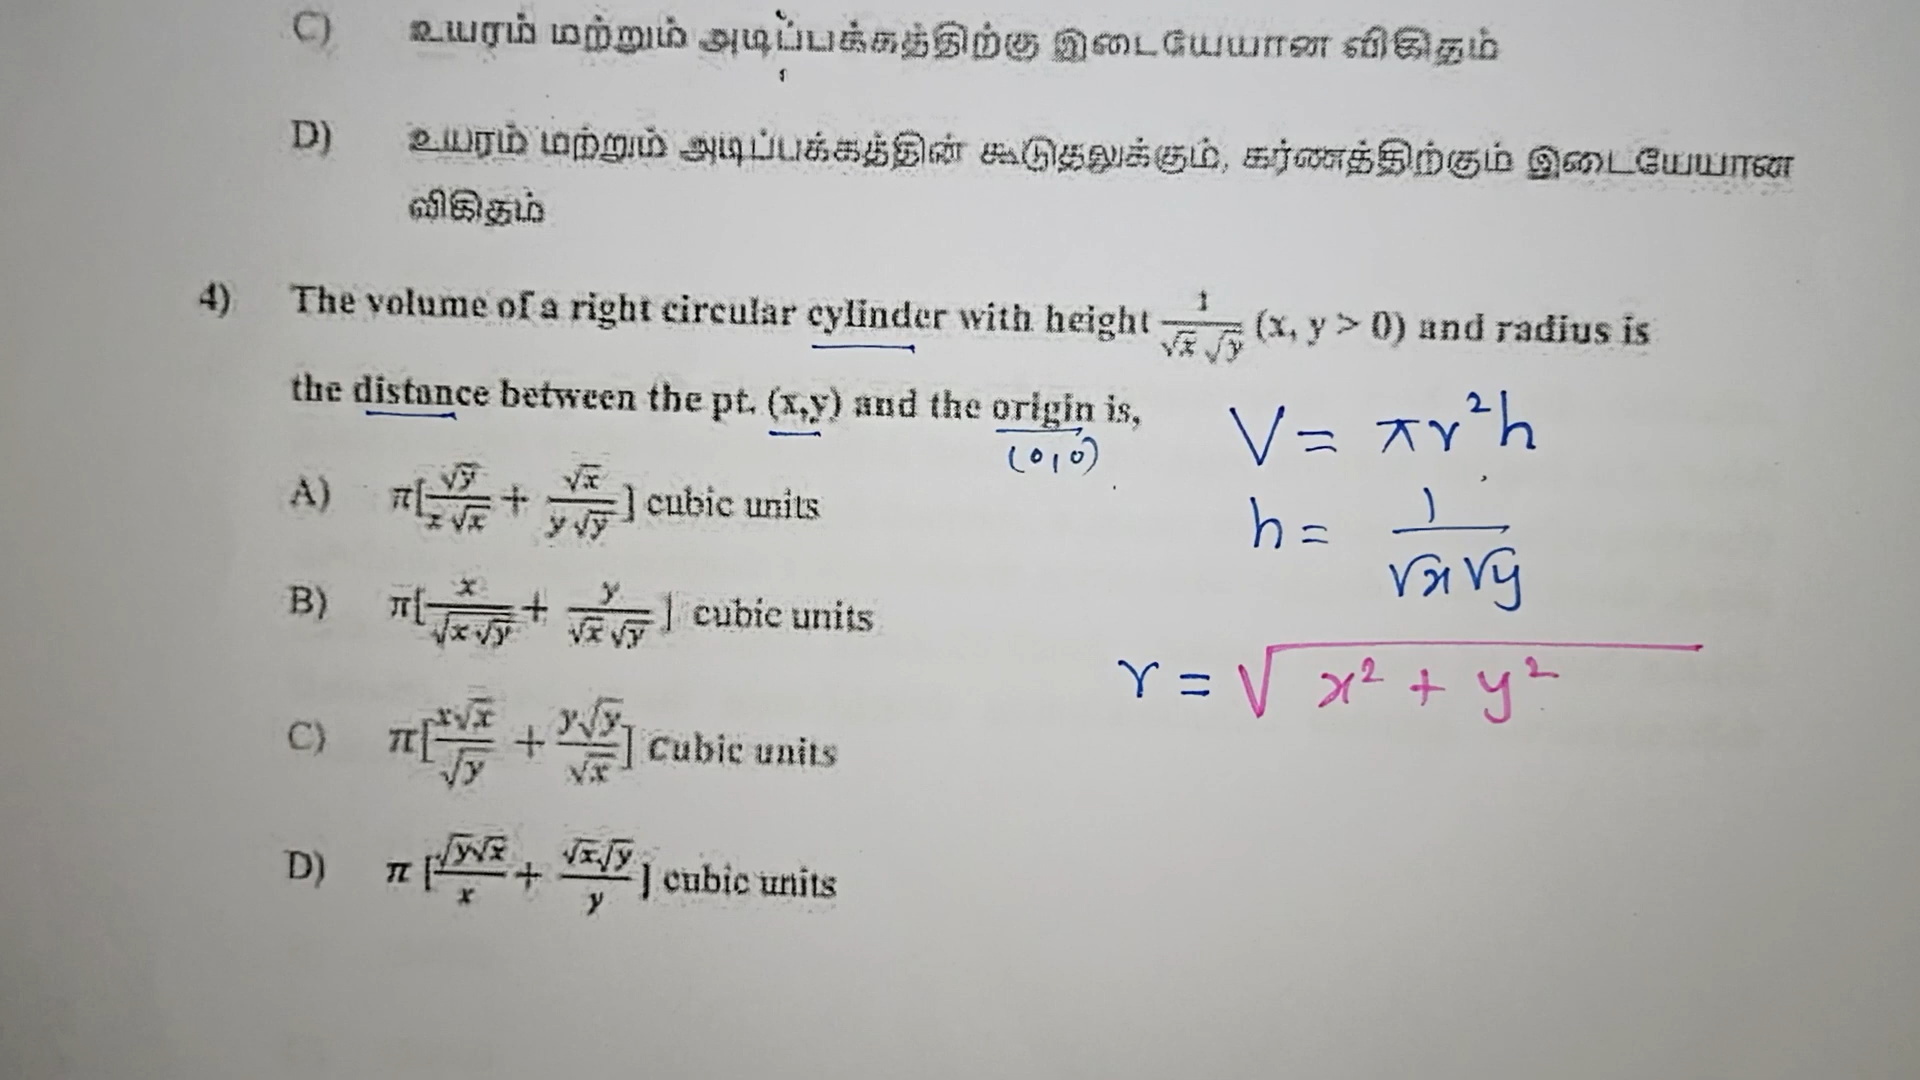 C) உயரம் மற்றும் அடிப்பக்கத்திற்கு இடையேயான விகிதம்
D) உயரம் மற்றும் அடிப்பக்கத்தின் கூடுதலுக்கும், கர்ணத்திற்கும் இடையேயான
விகிதம்
4) The volume of a right circular cylinder with height 1/(√x √y) (x, y > 0) and radius is
the distance between the pt. (x,y) and the origin is,
(0,0)
A) π[√y/(x√x) + √x/(y√y)] cubic units
B) π[x/(√x√y) + y/(√x√y)] cubic units
C) π[x√x/√y + y√y/√x] Cubic units
D) π [√y√x/x + √x√y/y] cubic units
V = πr²h
h = 1/(√x√y)
r = √(x² + y²)